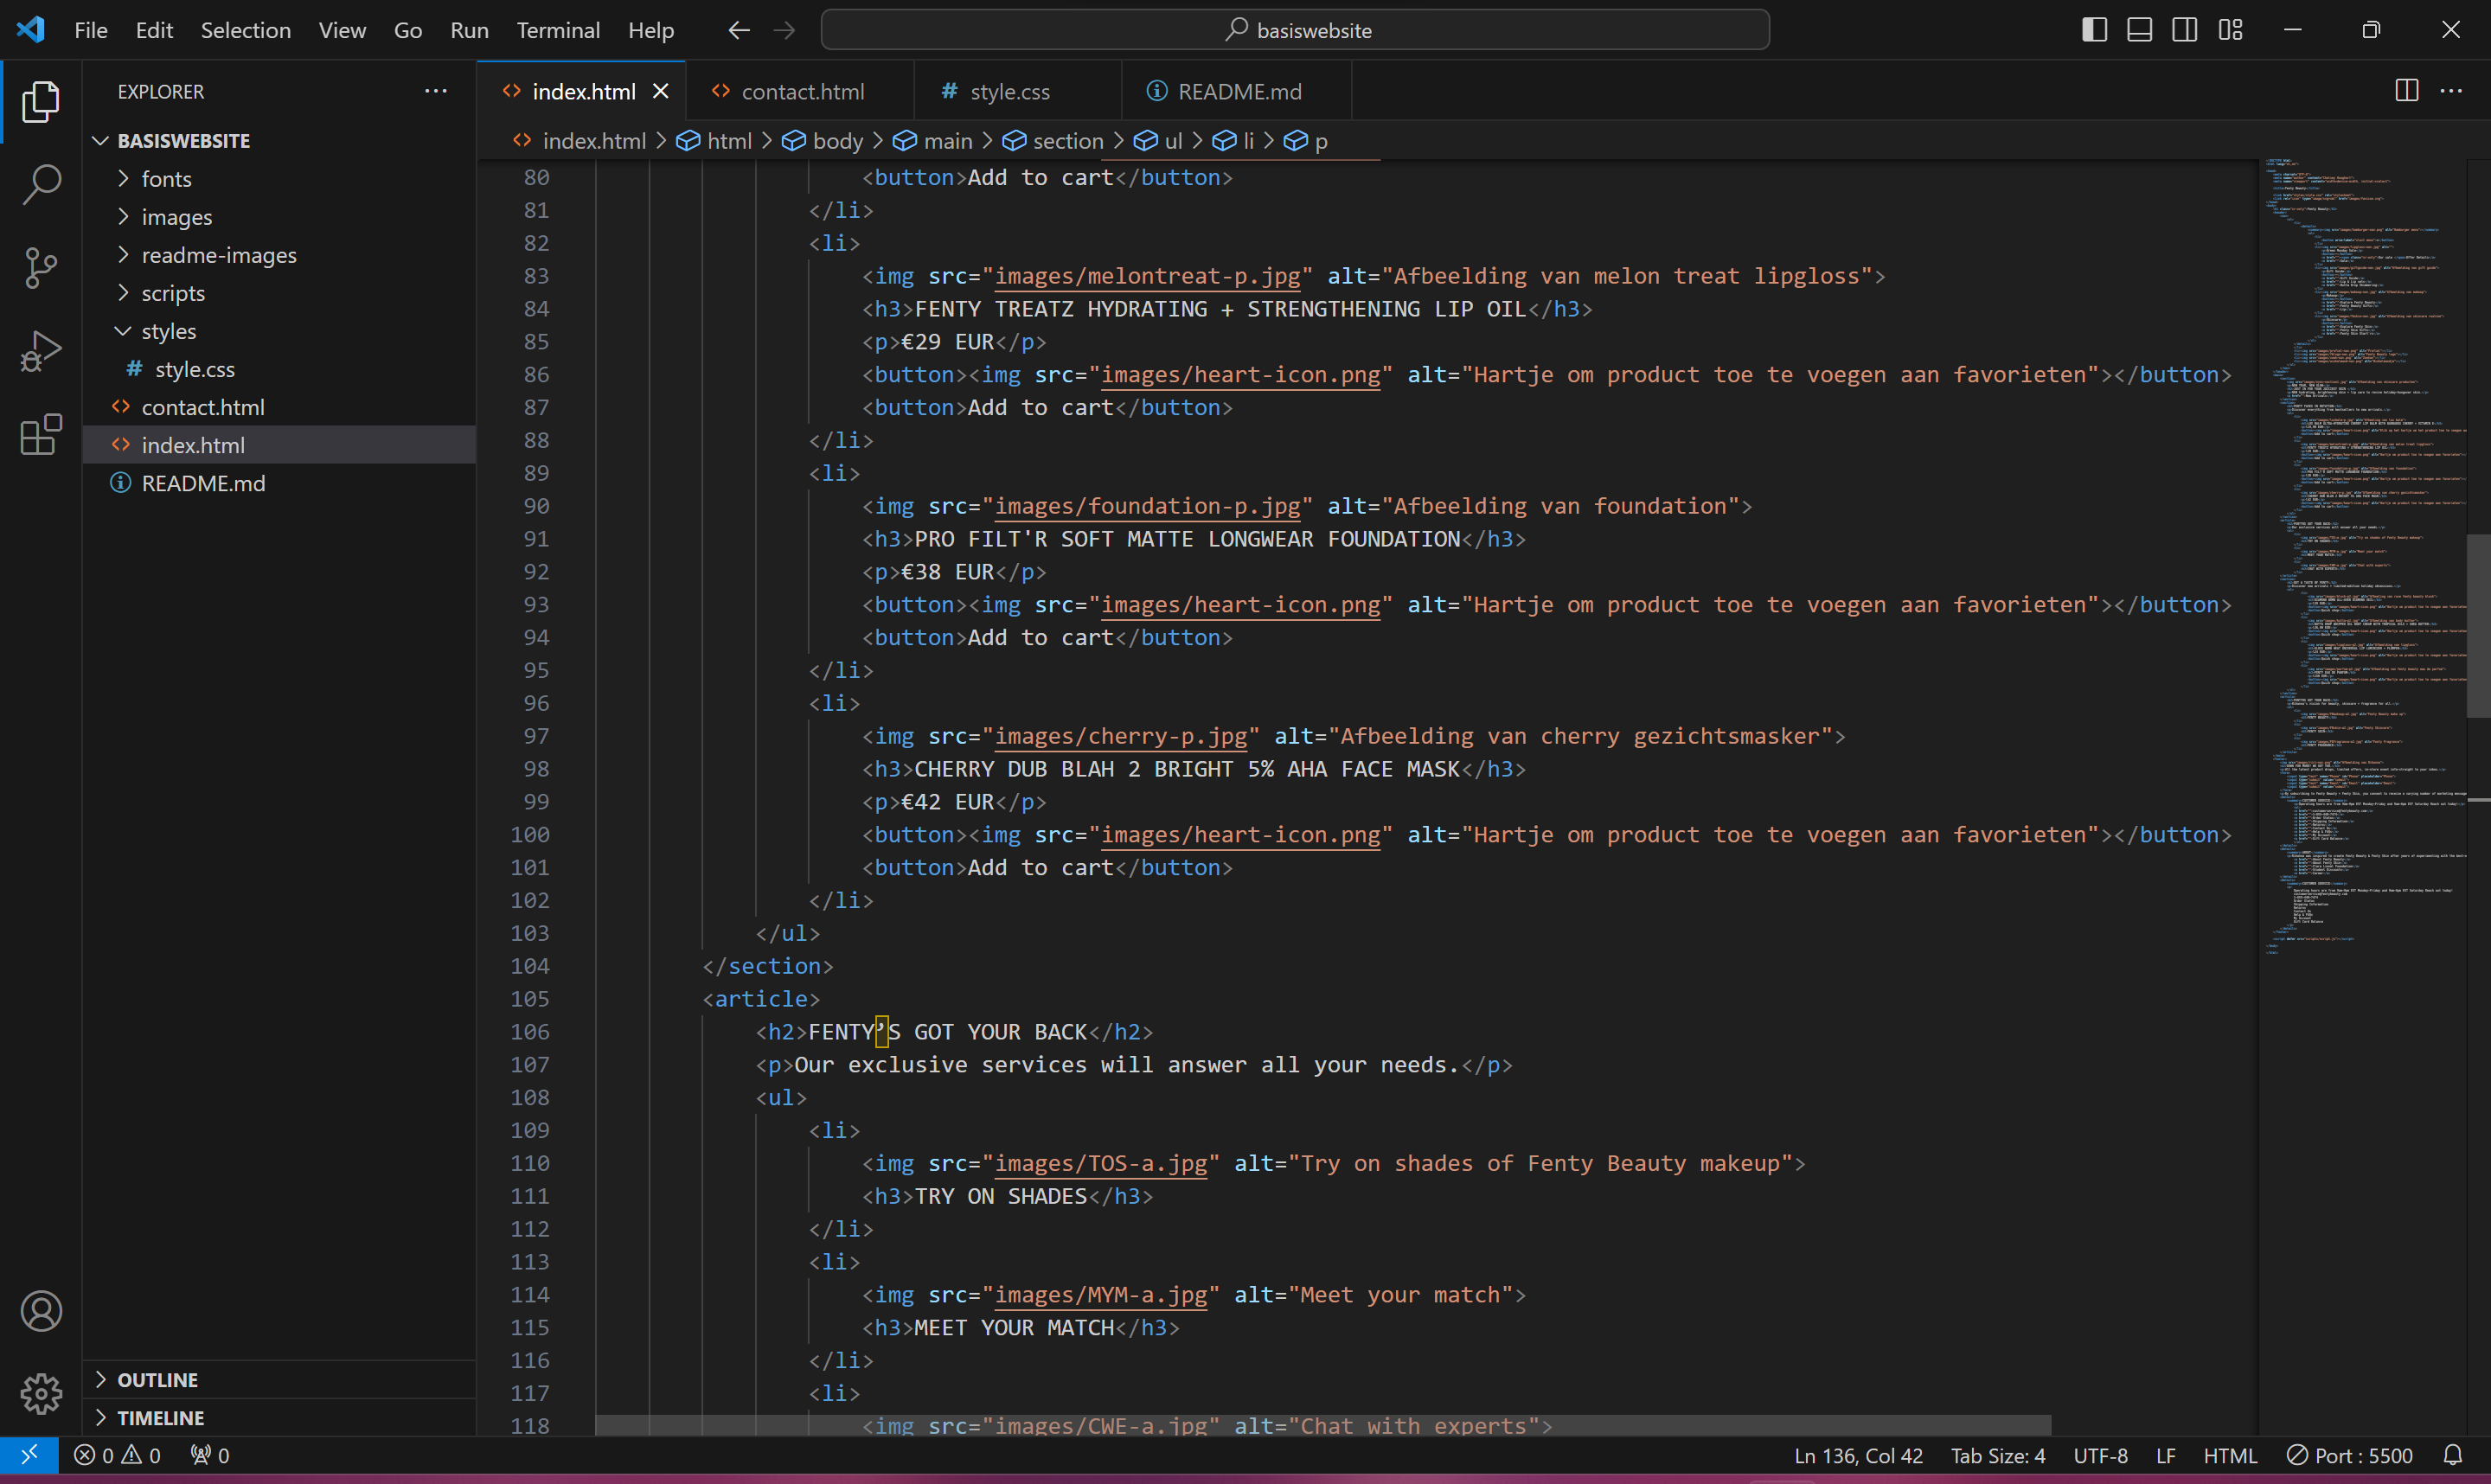 File Edit Selection View Go Run Terminal Help basiswebsite
EXPLORER
BASISWEBSITE
fonts
images
readme-images
scripts
styles
# style.css
<> contact.html
<> index.html
README.md
OUTLINE
TIMELINE
<> index.html <> contact.html # style.css README.md
<> index.html > html > body > main > section > ul > li > p
80 <button>Add to cart</button>
81 </li>
82 <li>
83 <img src="images/melontreat-p.jpg" alt="Afbeelding van melon treat lipgloss">
84 <h3>FENTY TREATZ HYDRATING + STRENGTHENING LIP OIL</h3>
85 <p>€29 EUR</p>
86 <button><img src="images/heart-icon.png" alt="Hartje om product toe te voegen aan favorieten"></button>
87 <button>Add to cart</button>
88 </li>
89 <li>
90 <img src="images/foundation-p.jpg" alt="Afbeelding van foundation">
91 <h3>PRO FILT'R SOFT MATTE LONGWEAR FOUNDATION</h3>
92 <p>€38 EUR</p>
93 <button><img src="images/heart-icon.png" alt="Hartje om product toe te voegen aan favorieten"></button>
94 <button>Add to cart</button>
95 </li>
96 <li>
97 <img src="images/cherry-p.jpg" alt="Afbeelding van cherry gezichtsmasker">
98 <h3>CHERRY DUB BLAH 2 BRIGHT 5% AHA FACE MASK</h3>
99 <p>€42 EUR</p>
100 <button><img src="images/heart-icon.png" alt="Hartje om product toe te voegen aan favorieten"></button>
101 <button>Add to cart</button>
102 </li>
103 </ul>
104 </section>
105 <article>
106 <h2>FENTY’S GOT YOUR BACK</h2>
107 <p>Our exclusive services will answer all your needs.</p>
108 <ul>
109 <li>
110 <img src="images/TOS-a.jpg" alt="Try on shades of Fenty Beauty makeup">
111 <h3>TRY ON SHADES</h3>
112 </li>
113 <li>
114 <img src="images/MYM-a.jpg" alt="Meet your match">
115 <h3>MEET YOUR MATCH</h3>
116 </li>
117 <li>
118 <img src="images/CWE-a.jpg" alt="Chat with experts">
0 0 0 Ln 136, Col 42 Tab Size: 4 UTF-8 LF HTML Port : 5500